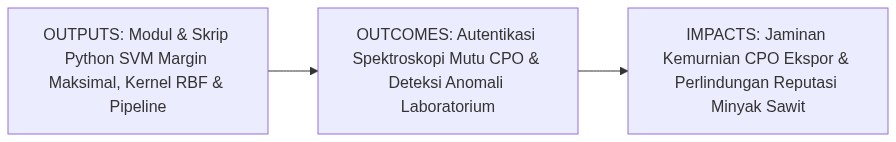 OUTPUTS: Modul & Skrip
Python SVM Margin
Maksimal, Kernel RBF &
Pipeline
OUTCOMES: Autentikasi
Spektroskopi Mutu CPO &
Deteksi Anomali
Laboratorium
IMPACTS: Jaminan
Kemurnian CPO Ekspor &
Perlindungan Reputasi
Minyak Sawit